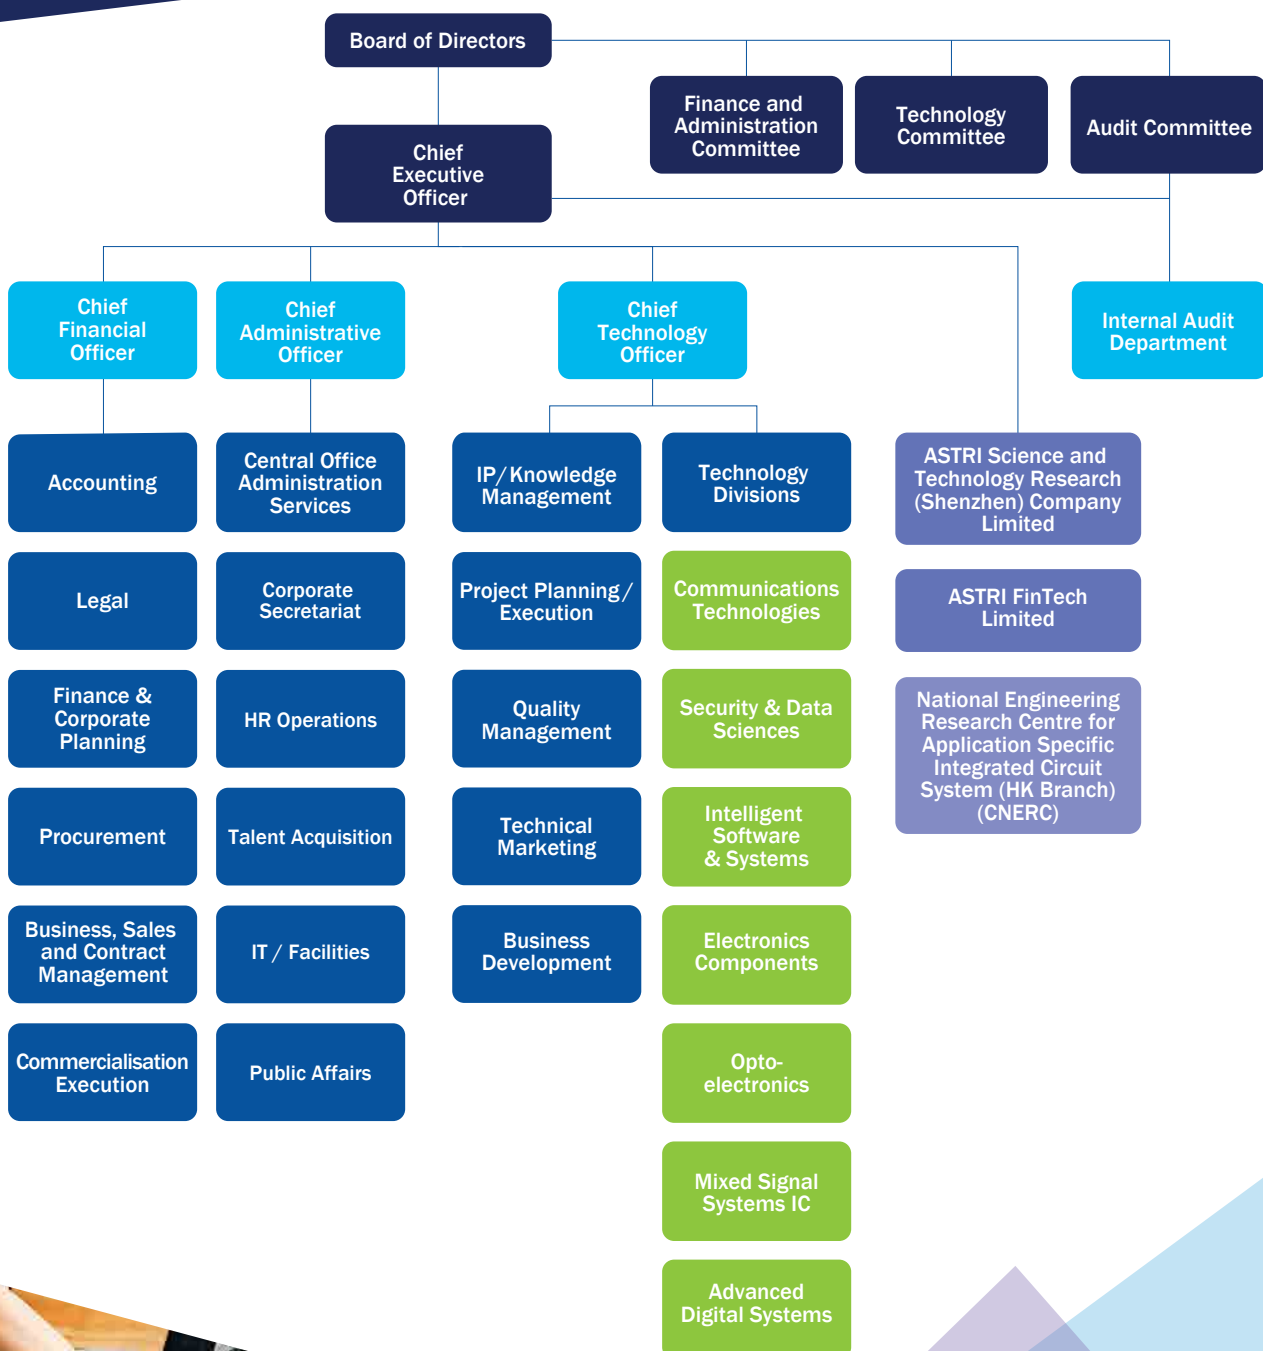 Board of Directors
Finance and
Administration
Committee
Technology
Committee
Audit Committee
Chief
Executive
Officer
Chief
Financial
Officer
Chief
Administrative
Officer
Chief
Technology
Officer
Internal Audit
Department
Accounting
Legal
Finance &
Corporate
Planning
Procurement
Business, Sales
and Contract
Management
Commercialisation
Execution
Central Office
Administration
Services
Corporate
Secretariat
HR Operations
Talent Acquisition
IT / Facilities
Public Affairs
IP/Knowledge
Management
Project Planning/
Execution
Quality
Management
Technical
Marketing
Business
Development
Technology
Divisions
Communications
Technologies
Security & Data
Sciences
Intelligent
Software
& Systems
Electronics
Components
Opto-
electronics
Mixed Signal
Systems IC
Advanced
Digital Systems
ASTRI Science and
Technology Research
(Shenzhen) Company
Limited
ASTRI FinTech
Limited
National Engineering
Research Centre for
Application Specific
Integrated Circuit
System (HK Branch)
(CNERC)